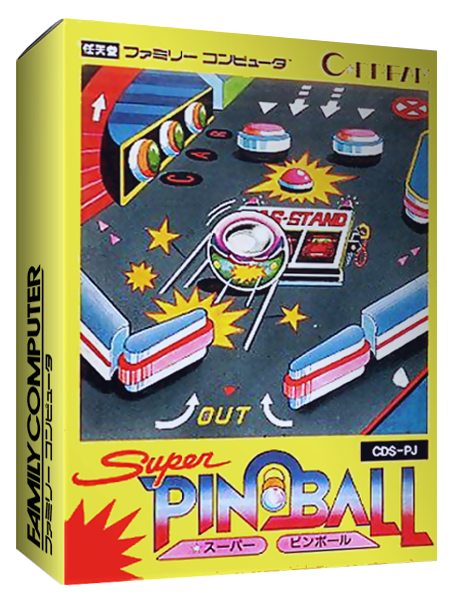 任天堂 ファミリー コンピュータ
C*DREAM
C A R
GAS-STAND
OUT
CDS-PJ
Super
PINBALL
スーパー ピンボール
FAMILY COMPUTER
ファミリー コンピュータ